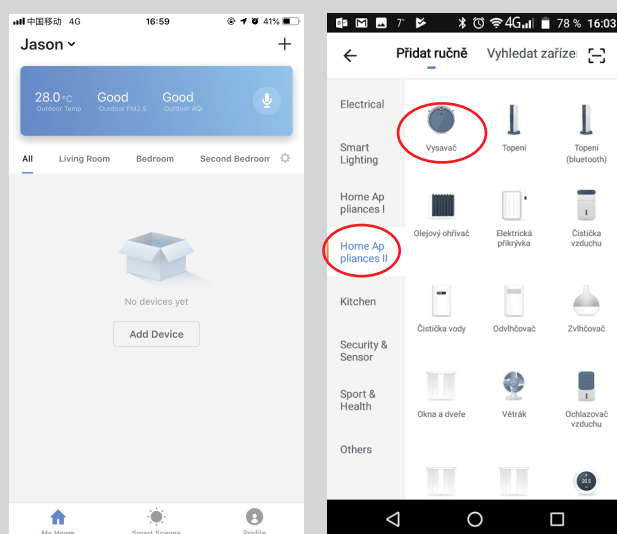 中国移动 4G
16:59
41%
Jason
28.0 °C
Outdoor Temp
Good
Outdoor PM2.5
Good
Outdoor AQI
All
Living Room
Bedroom
Second Bedroom
No devices yet
Add Device
My Home
Smart Scenes
Profile
7°
4G
78 %
16:03
Přidat ručně
Vyhledat zaříze
Electrical
Smart
Lighting
Home Ap
pliances I
Home Ap
pliances II
Kitchen
Security &
Sensor
Sport &
Health
Others
Vysavač
Topení
Topení
(bluetooth)
Olejový ohřívač
Elektrická
přikrývka
Čistička
vzduchu
Čistička vody
Odvlhčovač
Zvlhčovač
Okna a dveře
Větrák
Ochlazovač
vzduchu